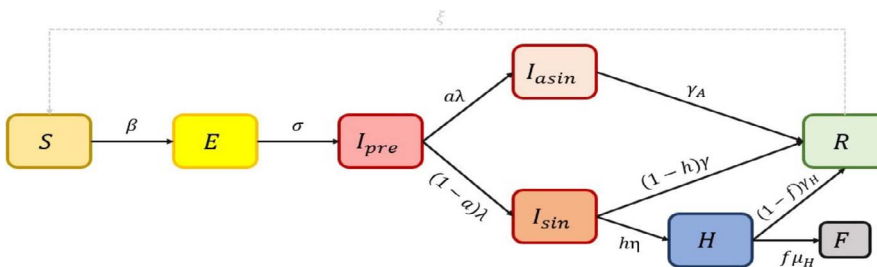 ξ
S
β
E
σ
I_pre
aλ
(1 − a)λ
I_asin
γ_A
I_sin
(1 − h)γ
hη
H
(1 − f)γ_H
fμ_H
R
F